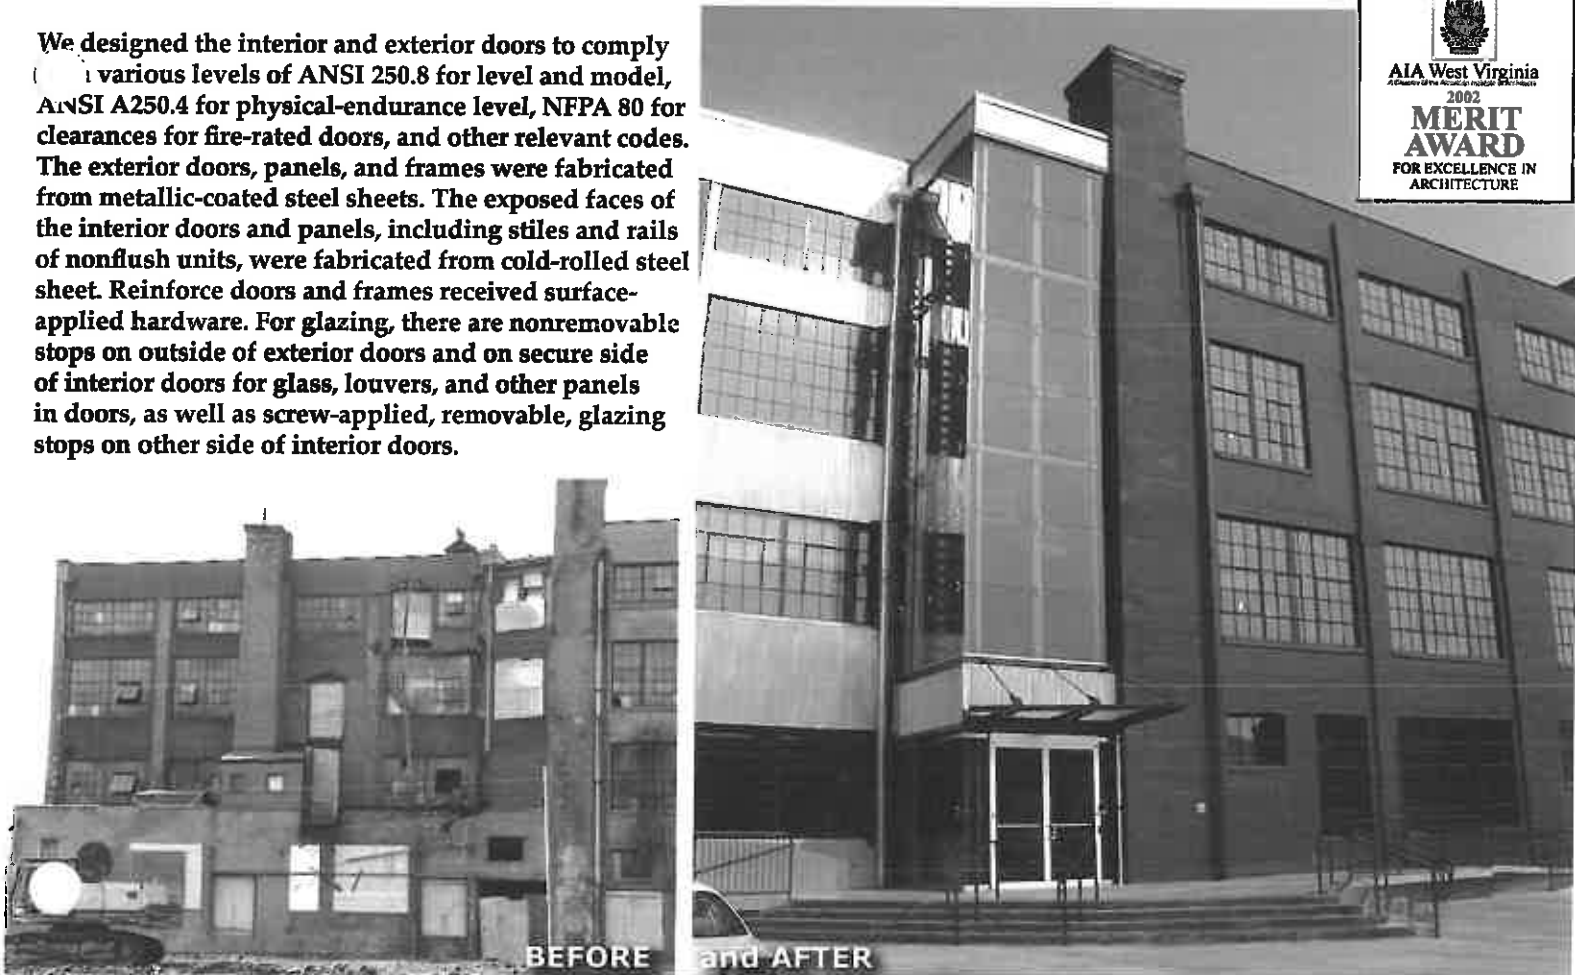 We designed the interior and exterior doors to comply
various levels of ANSI 250.8 for level and model,
ANSI A250.4 for physical-endurance level, NFPA 80 for
clearances for fire-rated doors, and other relevant codes.
The exterior doors, panels, and frames were fabricated
from metallic-coated steel sheets. The exposed faces of
the interior doors and panels, including stiles and rails
of nonflush units, were fabricated from cold-rolled steel
sheet. Reinforce doors and frames received surface-
applied hardware. For glazing, there are nonremovable
stops on outside of exterior doors and on secure side
of interior doors for glass, louvers, and other panels
in doors, as well as screw-applied, removable, glazing
stops on other side of interior doors.
AIA West Virginia
2002
MERIT
AWARD
FOR EXCELLENCE IN
ARCHITECTURE
BEFORE and AFTER